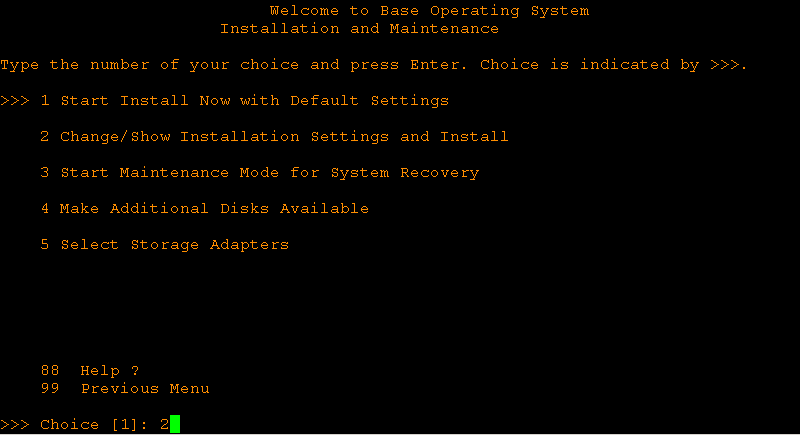 Welcome to Base Operating System
Installation and Maintenance
Type the number of your choice and press Enter. Choice is indicated by >>>.
>>> 1 Start Install Now with Default Settings
2 Change/Show Installation Settings and Install
3 Start Maintenance Mode for System Recovery
4 Make Additional Disks Available
5 Select Storage Adapters
88 Help ?
99 Previous Menu
>>> Choice [1]: 2